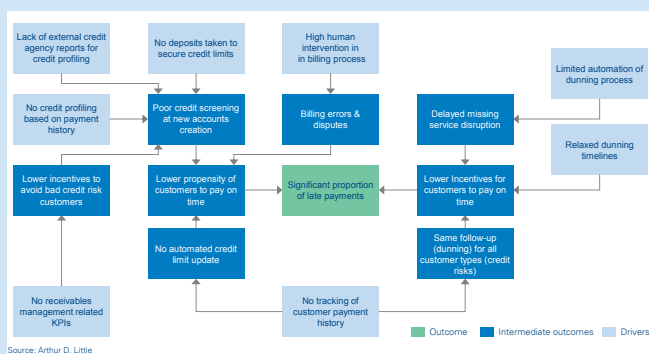 Lack of external credit
agency reports for
credit profiling
No deposits taken to
secure credit limits
High human
intervention in
in billing process
Limited automation of
dunning process
No credit profiling
based on payment
history
Poor credit screening
at new accounts
creation
Billing errors &
disputes
Delayed missing
service disruption
Relaxed dunning
timelines
Lower incentives to
avoid bad credit risk
customers
Lower propensity of
customers to pay on
time
Significant proportion
of late payments
Lower Incentives for
customers to pay on
time
No automated credit
limit update
Same follow-up
(dunning) for all
customer types (credit
risks)
No receivables
management related
KPIs
No tracking of
customer payment
history
Outcome
Intermediate outcomes
Drivers
Source: Arthur D. Little